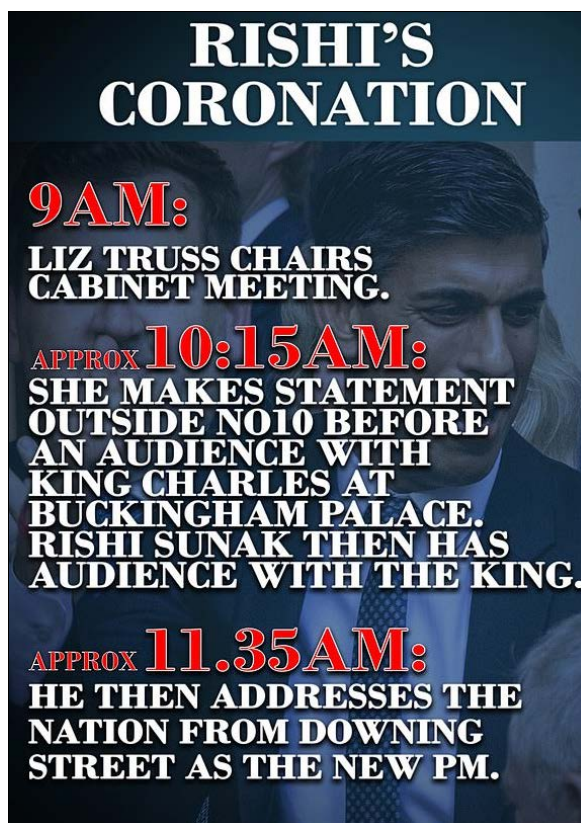 RISHI'S
CORONATION
9AM:
LIZ TRUSS CHAIRS
CABINET MEETING.
APPROX 10:15AM:
SHE MAKES STATEMENT
OUTSIDE NO10 BEFORE
AN AUDIENCE WITH
KING CHARLES AT
BUCKINGHAM PALACE.
RISHI SUNAK THEN HAS
AUDIENCE WITH THE KING.
APPROX 11.35AM:
HE THEN ADDRESSES THE
NATION FROM DOWNING
STREET AS THE NEW PM.